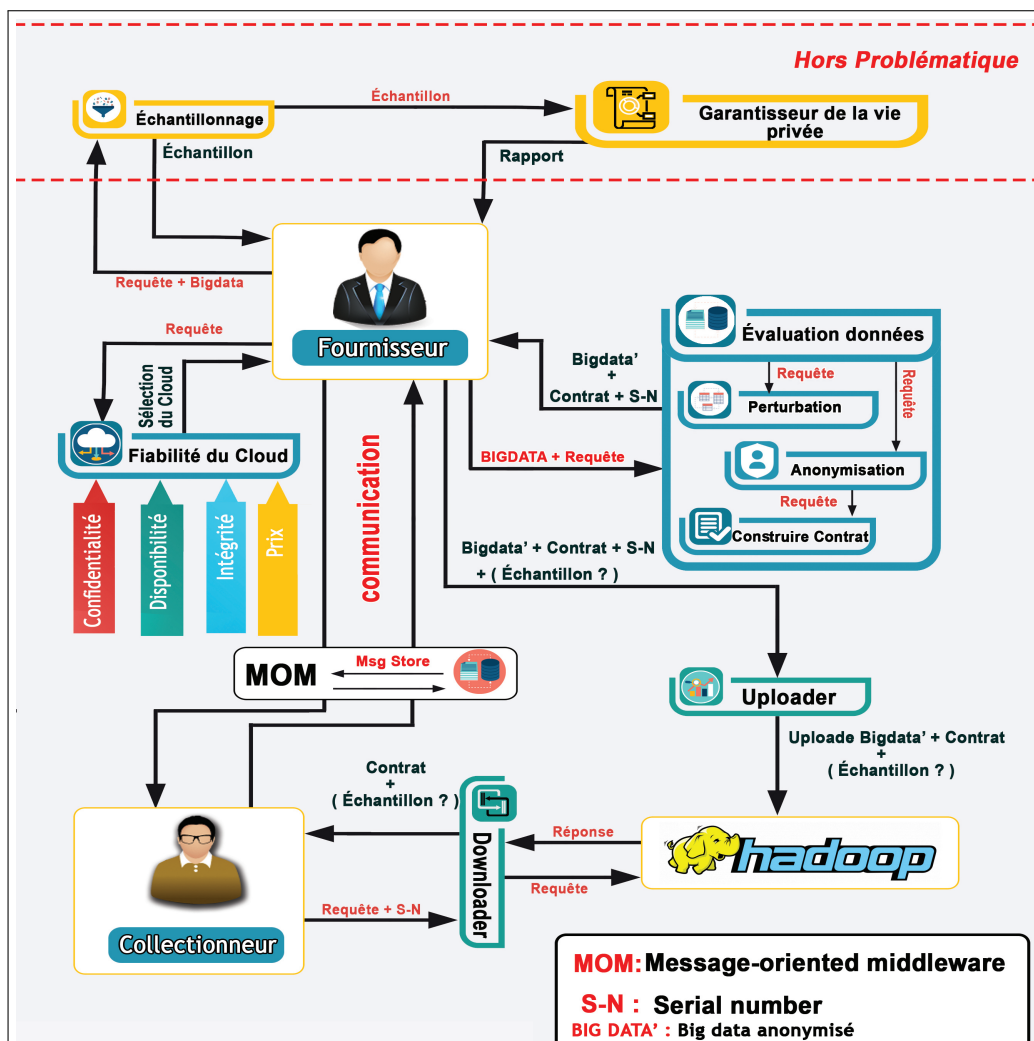 Hors Problématique
Échantillon
Échantillonnage
Garantisseur de la vie
privée
Échantillon
Rapport
Requête + Bigdata
Fournisseur
Requête
Sélection
du Cloud
Fiabilité du Cloud
Confidentialité
Disponibilité
Intégrité
Prix
communication
Bigdata’
+
Contrat + S-N
BIGDATA + Requête
Évaluation données
Requête
Requête
Perturbation
Anonymisation
Requête
Construire Contrat
Bigdata’ + Contrat + S-N
+ ( Échantillon ? )
MOM
Msg Store
Uploader
Uploade Bigdata’ + Contrat
+
( Échantillon ? )
Contrat
+
( Échantillon ? )
Downloader
Réponse
Requête
hadoop
Requête + S-N
Collectionneur
MOM: Message-oriented middleware
S-N : Serial number
BIG DATA’ : Big data anonymisé